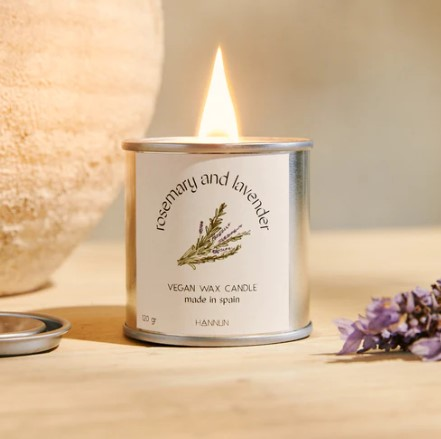 rosemary and lavender
VEGAN WAX CANDLE
made in spain
120 gr
HANNUN